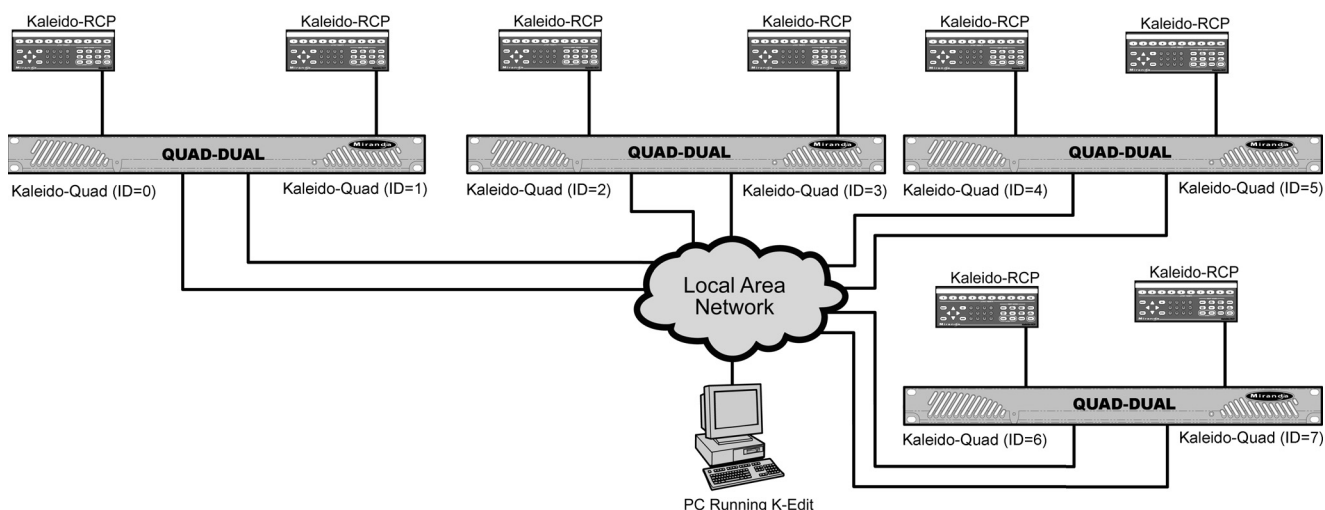 Kaleido-RCP
Kaleido-RCP
Kaleido-RCP
Kaleido-RCP
Kaleido-RCP
Kaleido-RCP
QUAD-DUAL
Miranda
QUAD-DUAL
Miranda
QUAD-DUAL
Miranda
Kaleido-Quad (ID=0)
Kaleido-Quad (ID=1)
Kaleido-Quad (ID=2)
Kaleido-Quad (ID=3)
Kaleido-Quad (ID=4)
Kaleido-Quad (ID=5)
Local Area
Network
Kaleido-RCP
Kaleido-RCP
QUAD-DUAL
Miranda
Kaleido-Quad (ID=6)
Kaleido-Quad (ID=7)
PC Running K-Edit